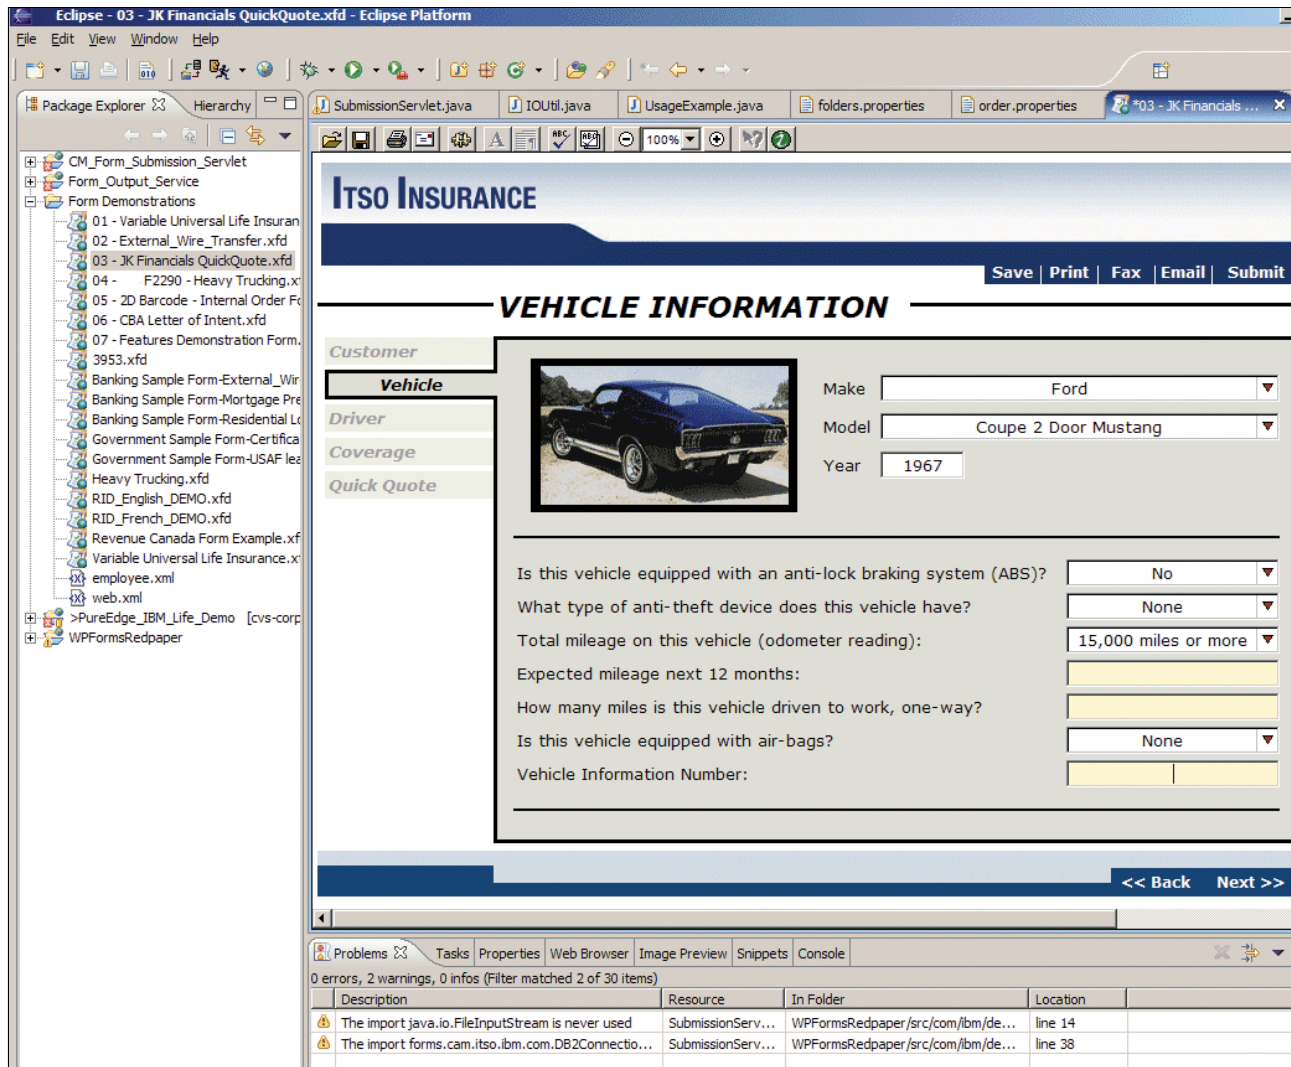 Eclipse - 03 - JK Financials QuickQuote.xfd - Eclipse Platform
File Edit View Window Help
Package Explorer Hierarchy
SubmissionServlet.java IOUtil.java UsageExample.java folders.properties order.properties *03 - JK Financials ...
100%
CM_Form_Submission_Servlet
Form_Output_Service
Form Demonstrations
01 - Variable Universal Life Insuran
02 - External_Wire_Transfer.xfd
03 - JK Financials QuickQuote.xfd
04 - F2290 - Heavy Trucking.x
05 - 2D Barcode - Internal Order Fo
06 - CBA Letter of Intent.xfd
07 - Features Demonstration Form.
3953.xfd
Banking Sample Form-External_Wir
Banking Sample Form-Mortgage Pre
Banking Sample Form-Residential Lo
Government Sample Form-Certifica
Government Sample Form-USAF lea
Heavy Trucking.xfd
RID_English_DEMO.xfd
RID_French_DEMO.xfd
Revenue Canada Form Example.xf
Variable Universal Life Insurance.x
employee.xml
web.xml
>PureEdge_IBM_Life_Demo [cvs-corp
WPFormsRedpaper
ITSO INSURANCE
Save | Print | Fax | Email | Submit
VEHICLE INFORMATION
Customer
Vehicle
Driver
Coverage
Quick Quote
Make Ford
Model Coupe 2 Door Mustang
Year 1967
Is this vehicle equipped with an anti-lock braking system (ABS)? No
What type of anti-theft device does this vehicle have? None
Total mileage on this vehicle (odometer reading): 15,000 miles or more
Expected mileage next 12 months:
How many miles is this vehicle driven to work, one-way?
Is this vehicle equipped with air-bags? None
Vehicle Information Number:
<< Back Next >>
Problems Tasks Properties Web Browser Image Preview Snippets Console
0 errors, 2 warnings, 0 infos (Filter matched 2 of 30 items)
Description Resource In Folder Location
The import java.io.FileInputStream is never used SubmissionServ... WPFormsRedpaper/src/com/ibm/de... line 14
The import forms.cam.itso.ibm.com.DB2Connectio... SubmissionServ... WPFormsRedpaper/src/com/ibm/de... line 38